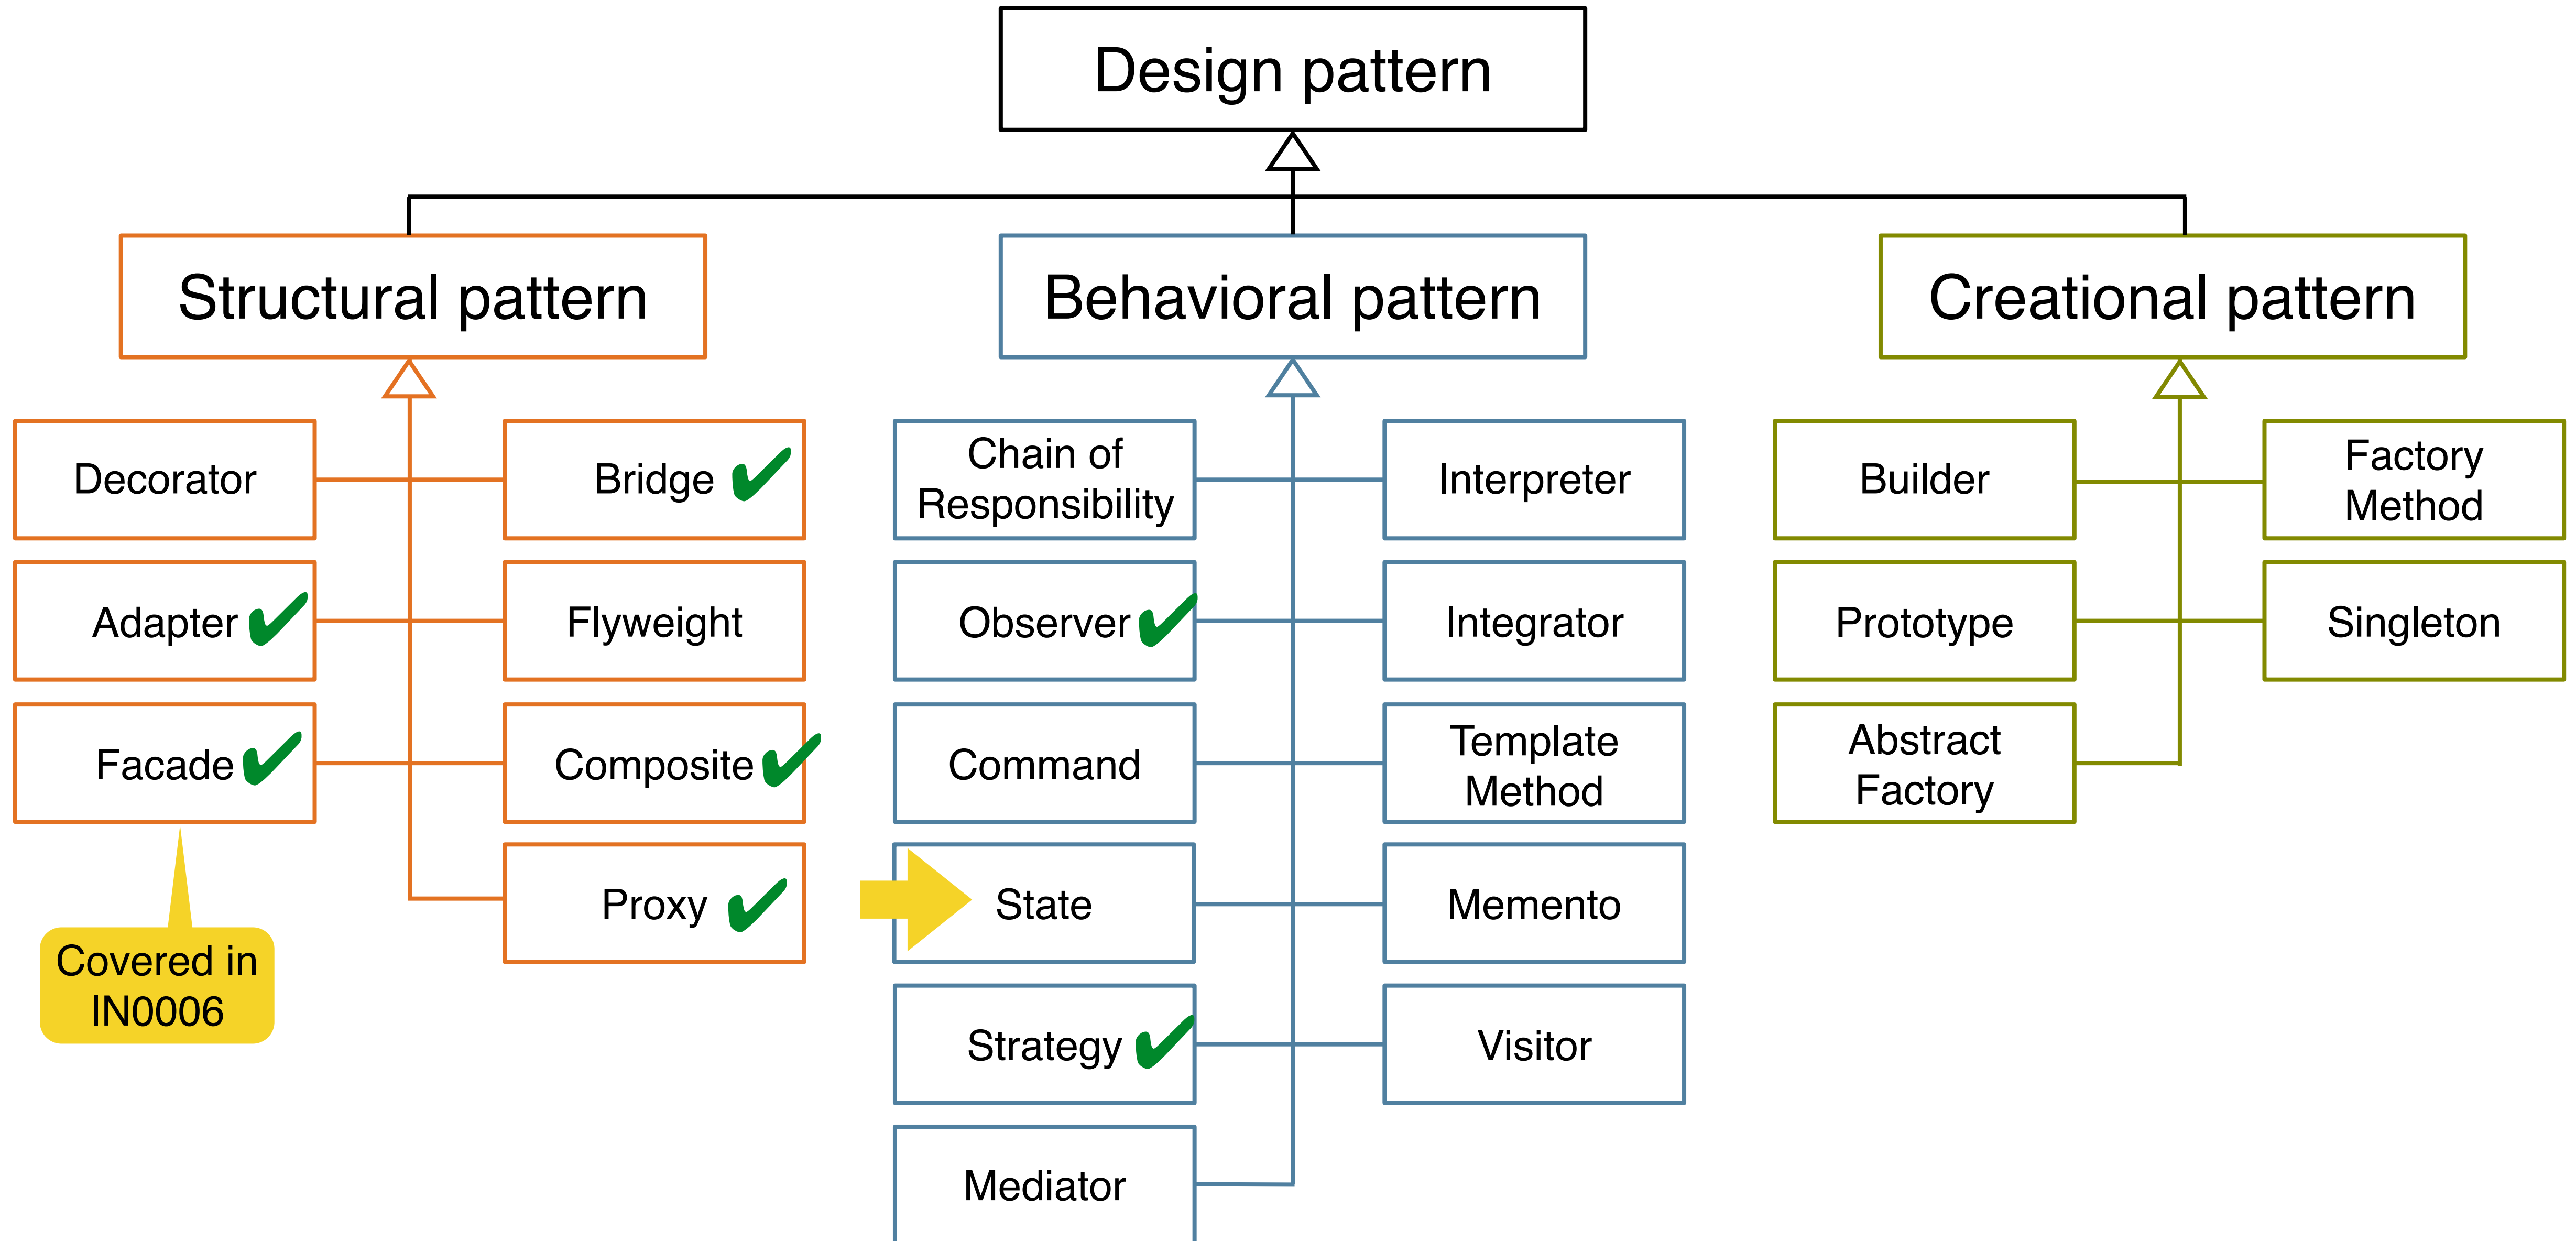 Design pattern
Structural pattern
Behavioral pattern
Creational pattern
Decorator
Bridge
Adapter
Flyweight
Facade
Composite
Proxy
Covered in
IN0006
Chain of
Responsibility
Interpreter
Observer
Integrator
Command
Template
Method
State
Memento
Strategy
Visitor
Mediator
Builder
Factory
Method
Prototype
Singleton
Abstract
Factory